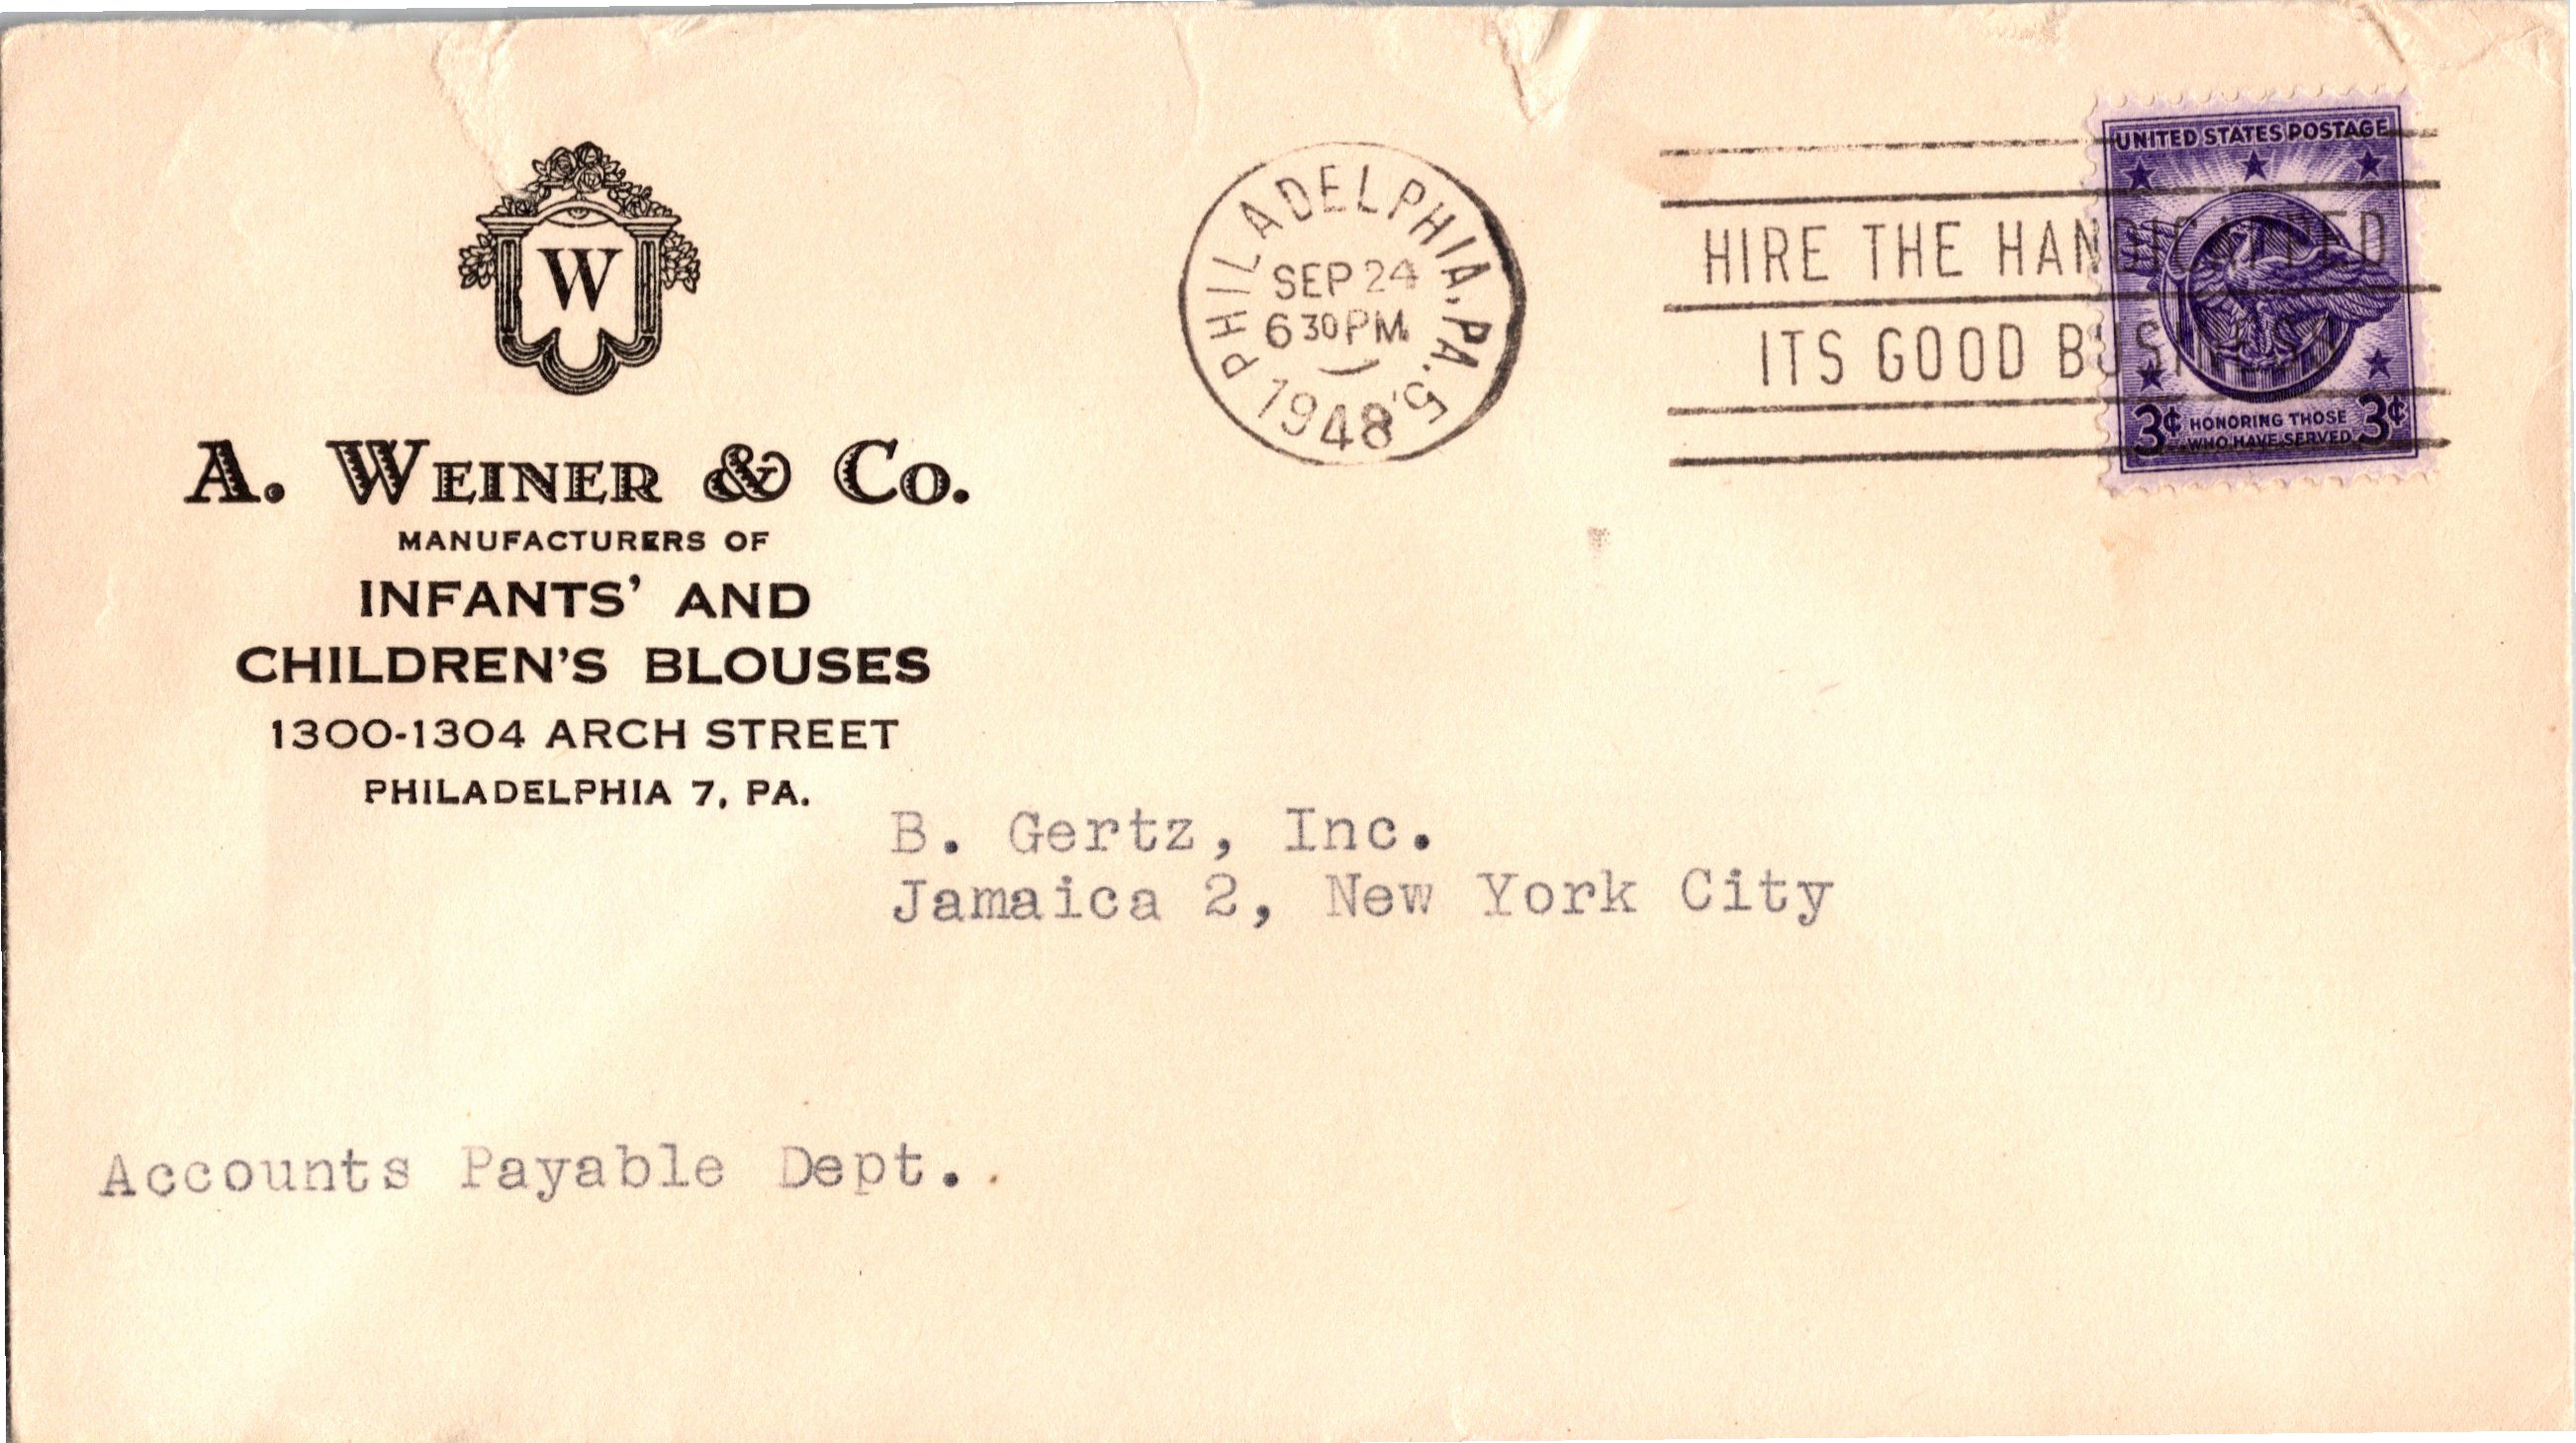 W
A. WEINER & Co.
MANUFACTURERS OF
INFANTS' AND
CHILDREN'S BLOUSES
1300-1304 ARCH STREET
PHILADELPHIA 7, PA.
PHILADELPHIA, PA. 5,
SEP 24
6 30 PM
1948
HIRE THE HANDICAPPED
ITS GOOD BUSINESS
UNITED STATES POSTAGE
3¢ HONORING THOSE 3¢
WHO HAVE SERVED
B. Gertz, Inc.
Jamaica 2, New York City
Accounts Payable Dept.